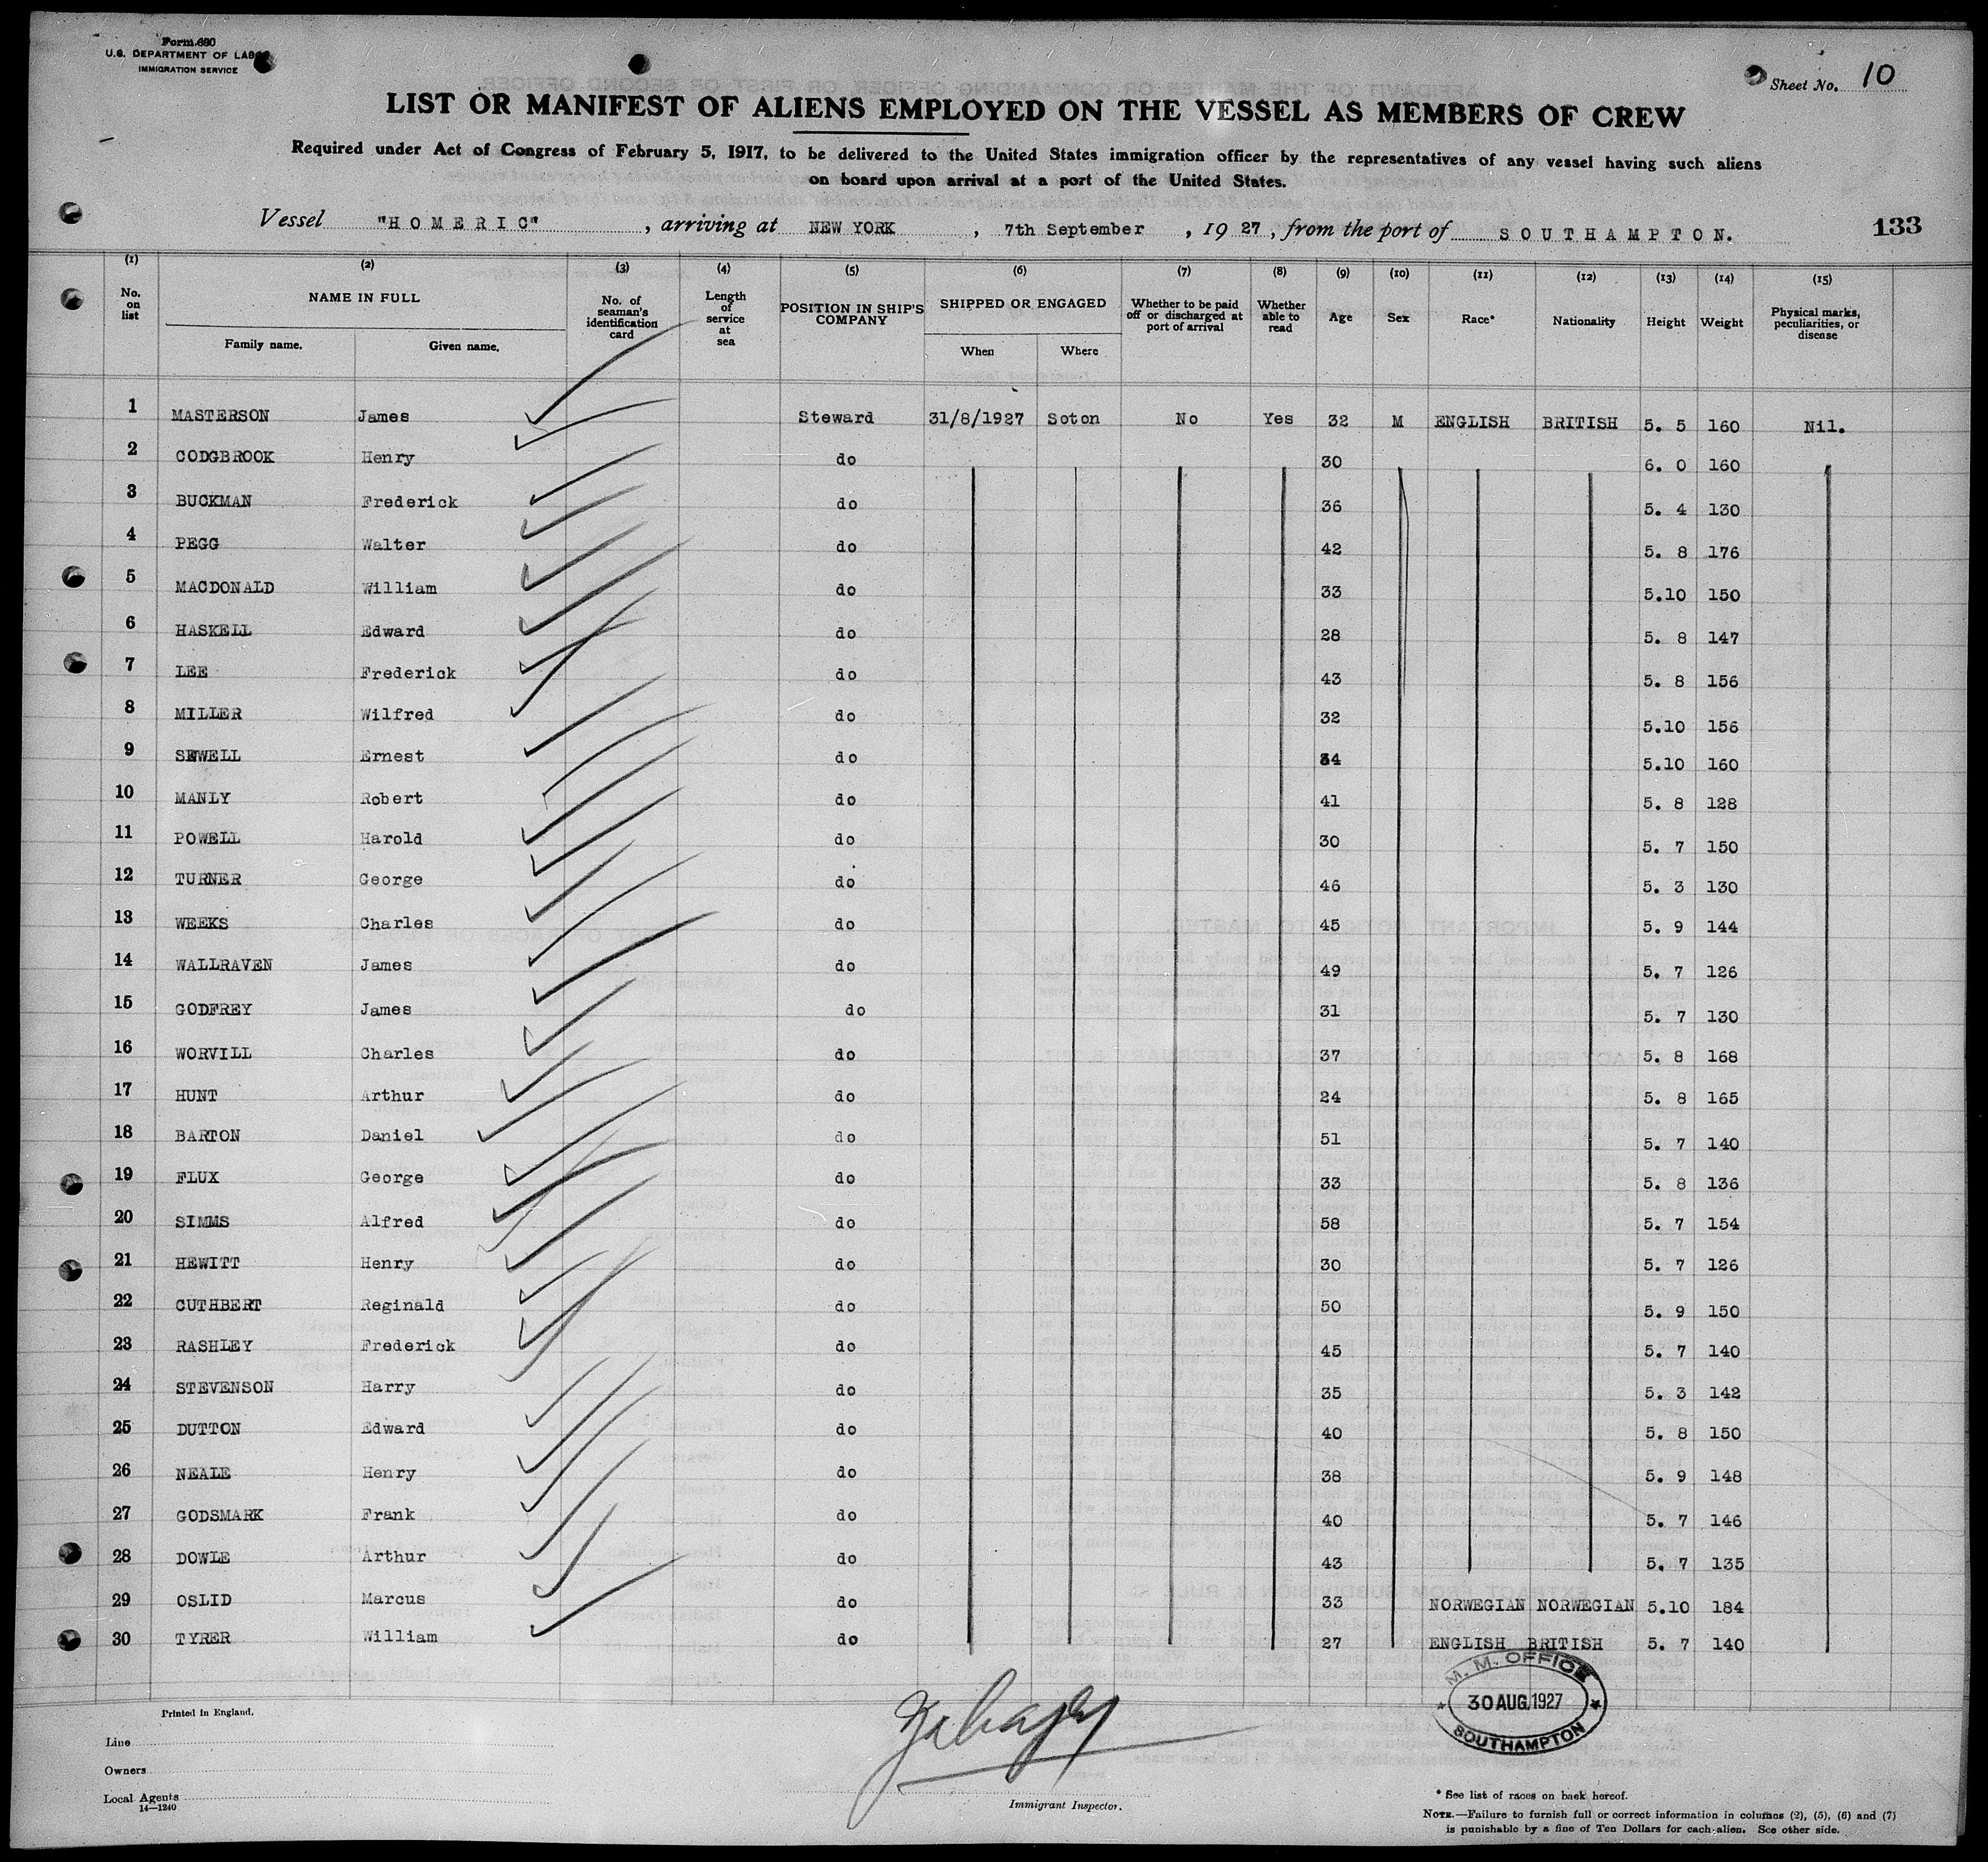 Form 680
U.S. DEPARTMENT OF LABOR
IMMIGRATION SERVICE
Sheet No. 10
LIST OR MANIFEST OF ALIENS EMPLOYED ON THE VESSEL AS MEMBERS OF CREW
Required under Act of Congress of February 5, 1917, to be delivered to the United States immigration officer by the representatives of any vessel having such aliens
on board upon arrival at a port of the United States.
Vessel "HOMERIC", arriving at NEW YORK, 7th September, 1927, from the port of SOUTHAMPTON. 133
(1) (2) (3) (4) (5) (6) (7) (8) (9) (10) (11) (12) (13) (14) (15)
No. on list NAME IN FULL No. of seaman's identification card Length of service at sea POSITION IN SHIP'S COMPANY SHIPPED OR ENGAGED Whether to be paid off or discharged at port of arrival Whether able to read Age Sex Race* Nationality Height Weight Physical marks, peculiarities, or disease
Family name. Given name. When Where
1 MASTERSON James Steward 31/8/1927 Soton No Yes 32 M ENGLISH BRITISH 5. 5 160 Nil.
2 CODGBROOK Henry do 30 6. 0 160
3 BUCKMAN Frederick do 36 5. 4 130
4 PEGG Walter do 42 5. 8 176
5 MACDONALD William do 33 5.10 150
6 HASKELL Edward do 28 5. 8 147
7 LEE Frederick do 43 5. 8 156
8 MILLER Wilfred do 32 5.10 156
9 SEWELL Ernest do 34 5.10 160
10 MANLY Robert do 41 5. 8 128
11 POWELL Harold do 30 5. 7 150
12 TURNER George do 46 5. 3 130
13 WEEKS Charles do 45 5. 9 144
14 WALLRAVEN James do 49 5. 7 126
15 GODFREY James do 31 5. 7 130
16 WORVILL Charles do 37 5. 8 168
17 HUNT Arthur do 24 5. 8 165
18 BARTON Daniel do 51 5. 7 140
19 FLUX George do 33 5. 8 136
20 SIMMS Alfred do 58 5. 7 154
21 HEWITT Henry do 30 5. 7 126
22 CUTHBERT Reginald do 50 5. 9 150
23 RASHLEY Frederick do 45 5. 7 140
24 STEVENSON Harry do 35 5. 3 142
25 DUTTON Edward do 40 5. 8 150
26 NEALE Henry do 38 5. 9 148
27 GODSMARK Frank do 40 5. 7 146
28 DOWLE Arthur do 43 5. 7 135
29 OSLID Marcus do 33 NORWEGIAN NORWEGIAN 5.10 184
30 TYRER William do 27 ENGLISH BRITISH 5. 7 140
M. M. OFFICE
30 AUG 1927
SOUTHAMPTON
Printed in England.
Line
Owners
Local Agents
14—1240
Immigrant Inspector.
* See list of races on back hereof.
NOTE.—Failure to furnish full or correct information in columns (2), (5), (6) and (7)
is punishable by a fine of Ten Dollars for each alien. See other side.